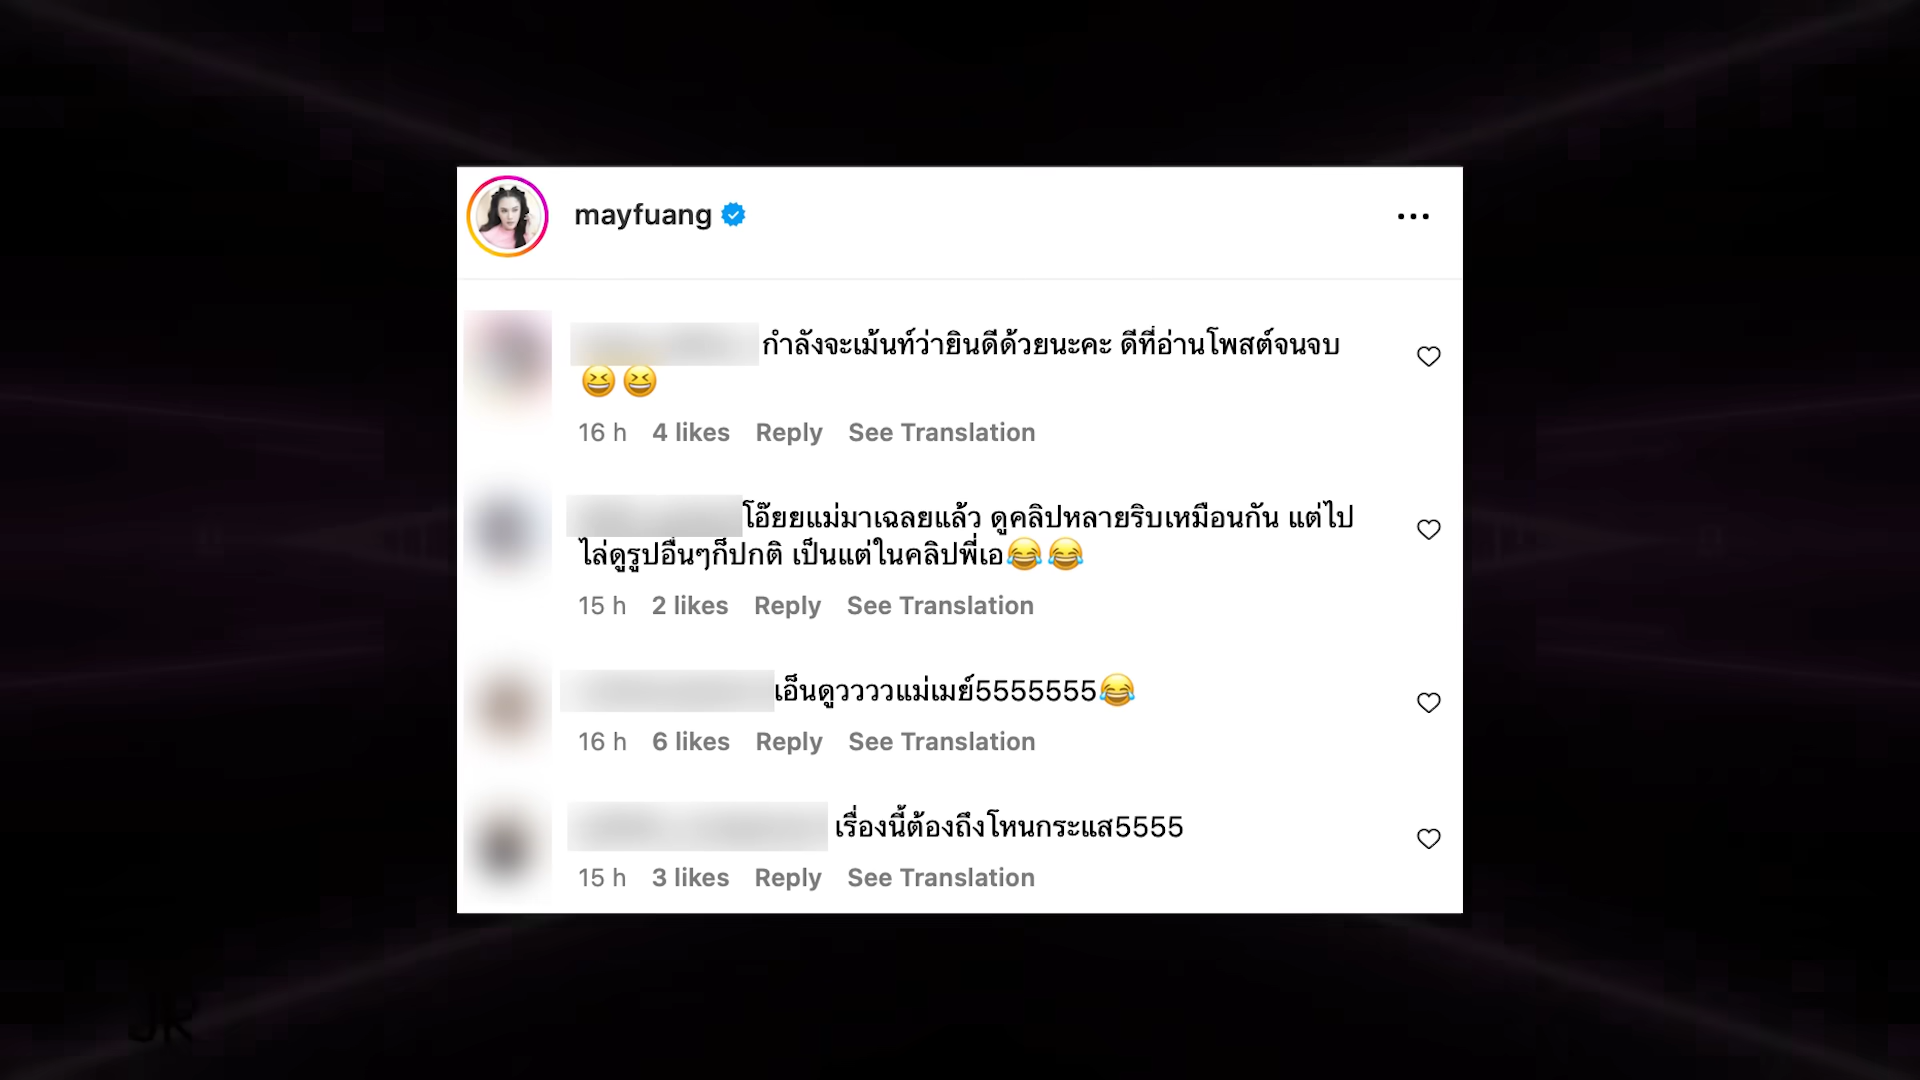 mayfuang
กำลังจะเม้นท์ว่ายินดีด้วยนะคะ ดีที่อ่านโพสต์จนจบ
😆😆
16 h 4 likes Reply See Translation
โอ๊ยยแม่มาเฉลยแล้ว ดูคลิปหลายริบเหมือนกัน แต่ไป
ไล่ดูรูปอื่นๆก็ปกติ เป็นแต่ในคลิปพี่เอ😂😂
15 h 2 likes Reply See Translation
เอ็นดูววววแม่เมย์5555555😂
16 h 6 likes Reply See Translation
เรื่องนี้ต้องถึงโหนกระแส5555
15 h 3 likes Reply See Translation
JR